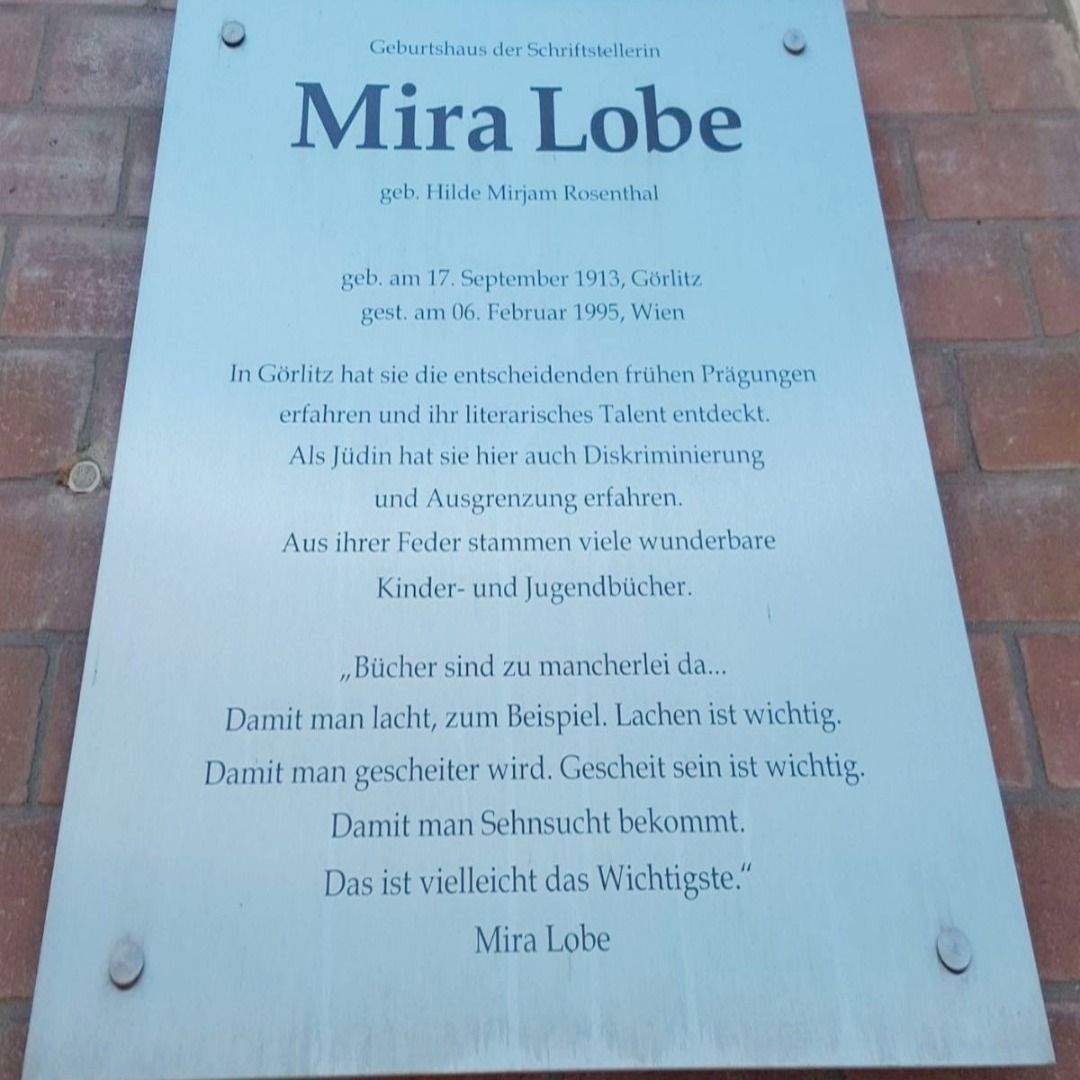 Geburtshaus der Schriftstellerin
Mira Lobe
geb. Hilde Mirjam Rosenthal
geb. am 17. September 1913, Görlitz
gest. am 06. Februar 1995, Wien
In Görlitz hat sie die entscheidenden frühen Prägungen
erfahren und ihr literarisches Talent entdeckt.
Als Jüdin hat sie hier auch Diskriminierung
und Ausgrenzung erfahren.
Aus ihrer Feder stammen viele wunderbare
Kinder- und Jugendbücher.
„Bücher sind zu mancherlei da...
Damit man lacht, zum Beispiel. Lachen ist wichtig.
Damit man gescheiter wird. Gescheit sein ist wichtig.
Damit man Sehnsucht bekommt.
Das ist vielleicht das Wichtigste.“
Mira Lobe